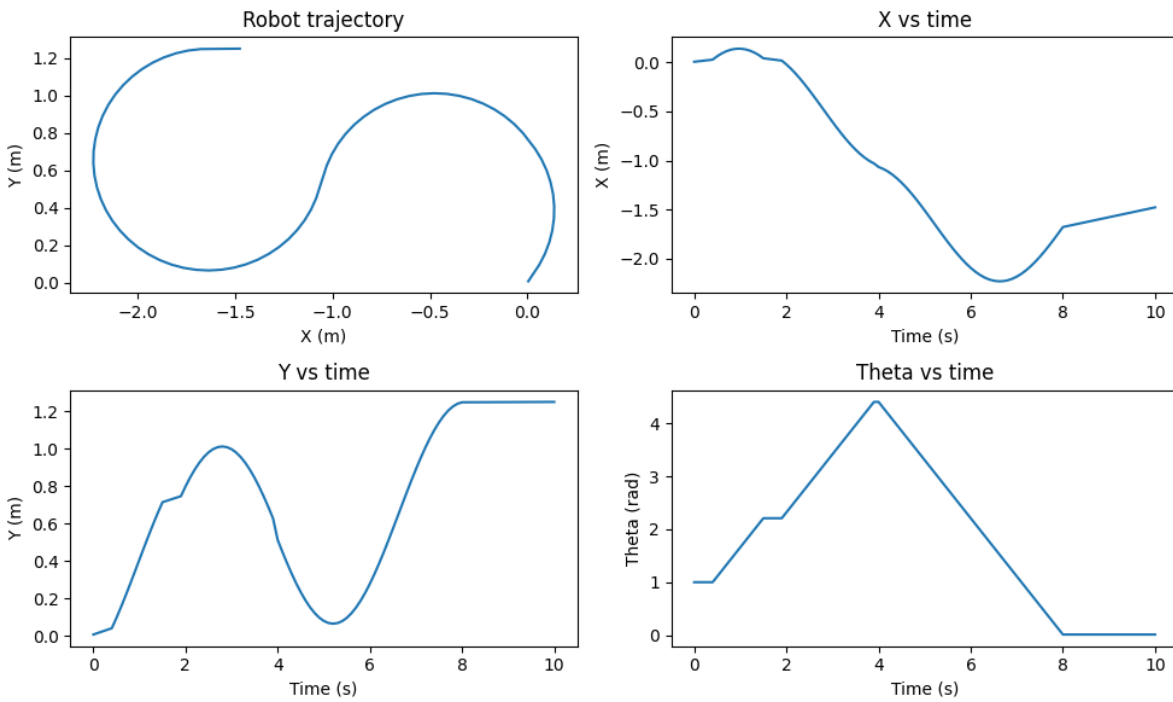 Robot trajectory
1.2
1.0
0.8
0.6
0.4
0.2
0.0
Y (m)
−2.0 −1.5 −1.0 −0.5 0.0
X (m)
X vs time
0.0
−0.5
−1.0
−1.5
−2.0
X (m)
0 2 4 6 8 10
Time (s)
Y vs time
1.2
1.0
0.8
0.6
0.4
0.2
0.0
Y (m)
0 2 4 6 8 10
Time (s)
Theta vs time
4
3
2
1
0
Theta (rad)
0 2 4 6 8 10
Time (s)